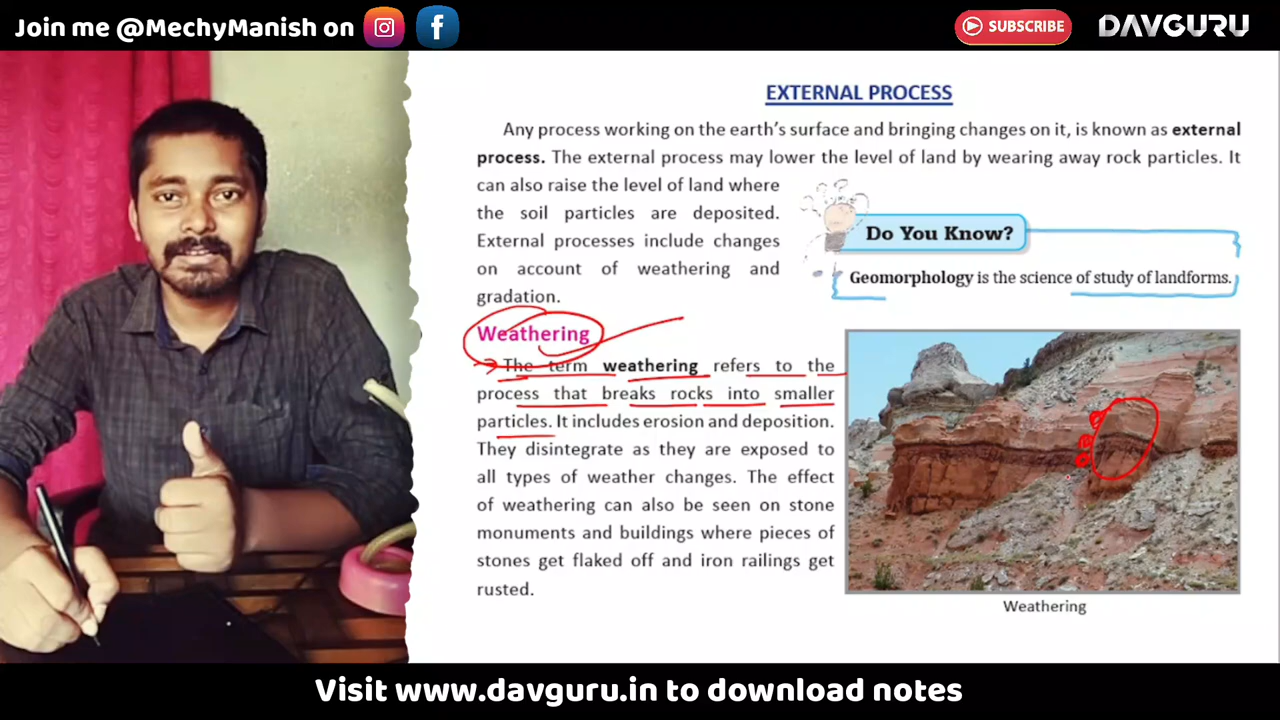 Join me @MechyManish on
SUBSCRIBE
DAVGURU
EXTERNAL PROCESS
Any process working on the earth's surface and bringing changes on it, is known as external
process. The external process may lower the level of land by wearing away rock particles. It
can also raise the level of land where
the soil particles are deposited.
External processes include changes
on account of weathering and
gradation.
Do You Know?
Geomorphology is the science of study of landforms.
Weathering
The term weathering refers to the
process that breaks rocks into smaller
particles. It includes erosion and deposition.
They disintegrate as they are exposed to
all types of weather changes. The effect
of weathering can also be seen on stone
monuments and buildings where pieces of
stones get flaked off and iron railings get
rusted.
Weathering
Visit www.davguru.in to download notes